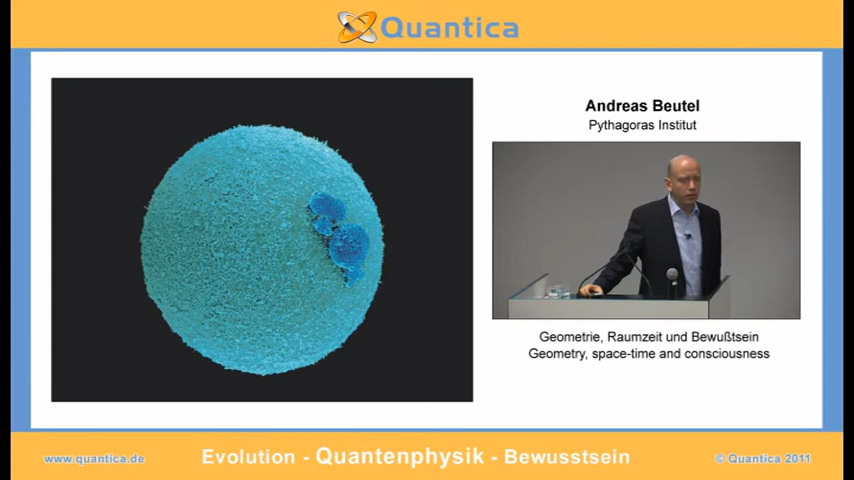 Quantica
Andreas Beutel
Pythagoras Institut
Geometrie, Raumzeit und Bewußtsein
Geometry, space-time and consciousness
www.quantica.de
Evolution - Quantenphysik - Bewusstsein
© Quantica 2011